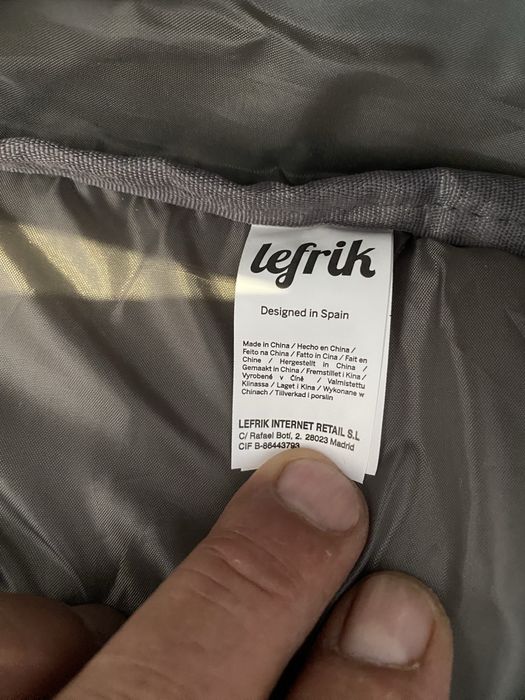 lefrik
Designed in Spain
Made in China / Hecho en China /
Feito na China / Fatto in Cina / Fait en
Chine / Hergestellt in China /
Gemaakt in China / Fremstillet i Kina /
Vyrobené v Číně / Valmistettu
Kiinassa / Laget i Kina / Wykonane w
Chinach / Tillverkad i porslin
LEFRIK INTERNET RETAIL S.L
C/ Rafael Botí, 2. 28023 Madrid
CIF B-86443793